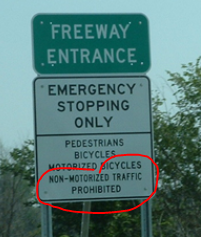 FREEWAY
ENTRANCE
EMERGENCY
STOPPING
ONLY
PEDESTRIANS
BICYCLES
MOTORIZED BICYCLES
NON-MOTORIZED TRAFFIC
PROHIBITED